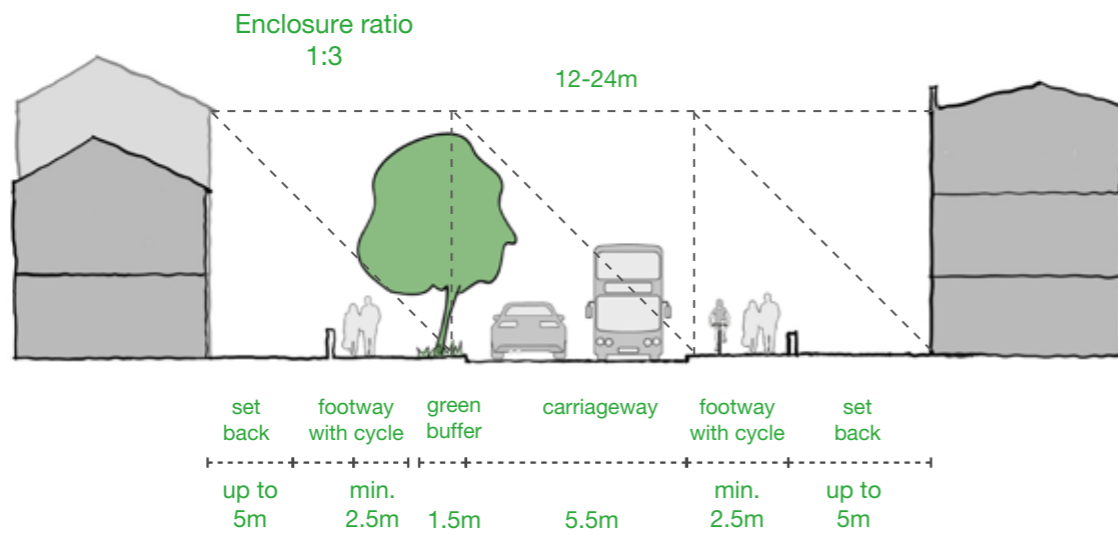 Enclosure ratio
1:3
12-24m
set
back
footway
with cycle
green
buffer
carriageway
footway
with cycle
set
back
up to
5m
min.
2.5m
1.5m
5.5m
min.
2.5m
up to
5m